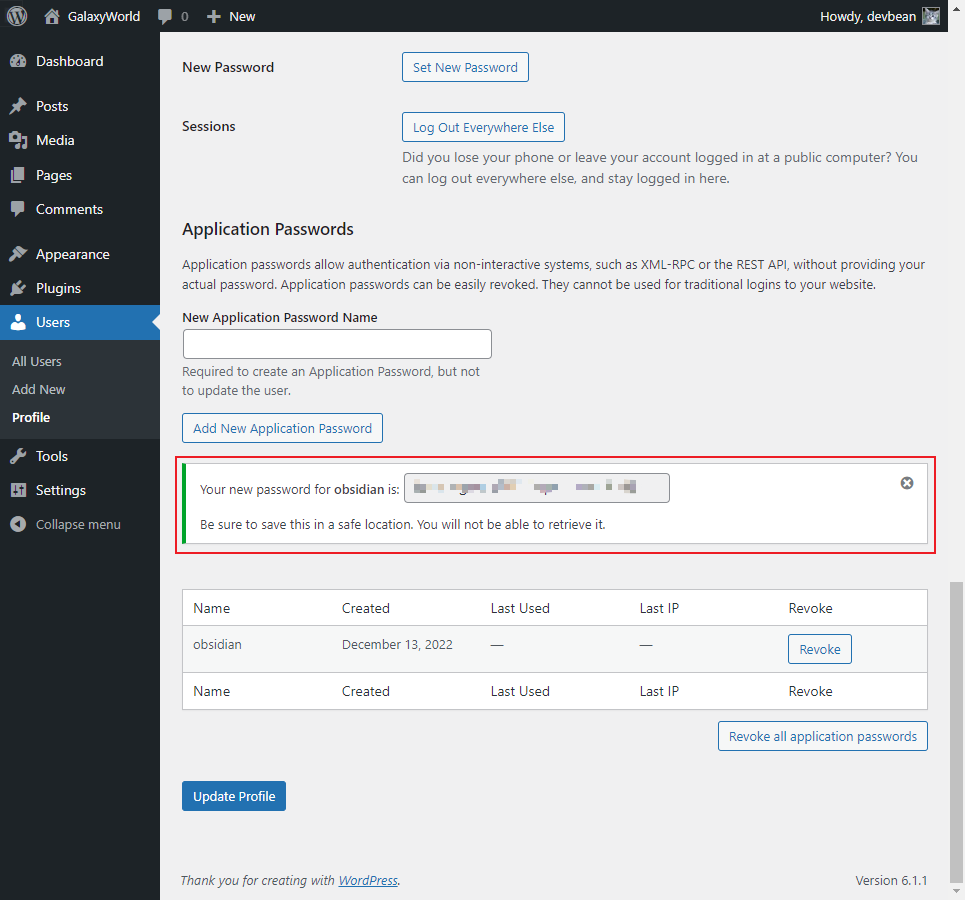 GalaxyWorld 0 New Howdy, devbean
Dashboard
Posts
Media
Pages
Comments
Appearance
Plugins
Users
All Users
Add New
Profile
Tools
Settings
Collapse menu
New Password Set New Password
Sessions Log Out Everywhere Else
Did you lose your phone or leave your account logged in at a public computer? You
can log out everywhere else, and stay logged in here.
Application Passwords
Application passwords allow authentication via non-interactive systems, such as XML-RPC or the REST API, without providing your
actual password. Application passwords can be easily revoked. They cannot be used for traditional logins to your website.
New Application Password Name
Required to create an Application Password, but not
to update the user.
Add New Application Password
Your new password for obsidian is:
Be sure to save this in a safe location. You will not be able to retrieve it.
Name Created Last Used Last IP Revoke
obsidian December 13, 2022 — — Revoke
Name Created Last Used Last IP Revoke
Revoke all application passwords
Update Profile
Thank you for creating with WordPress. Version 6.1.1